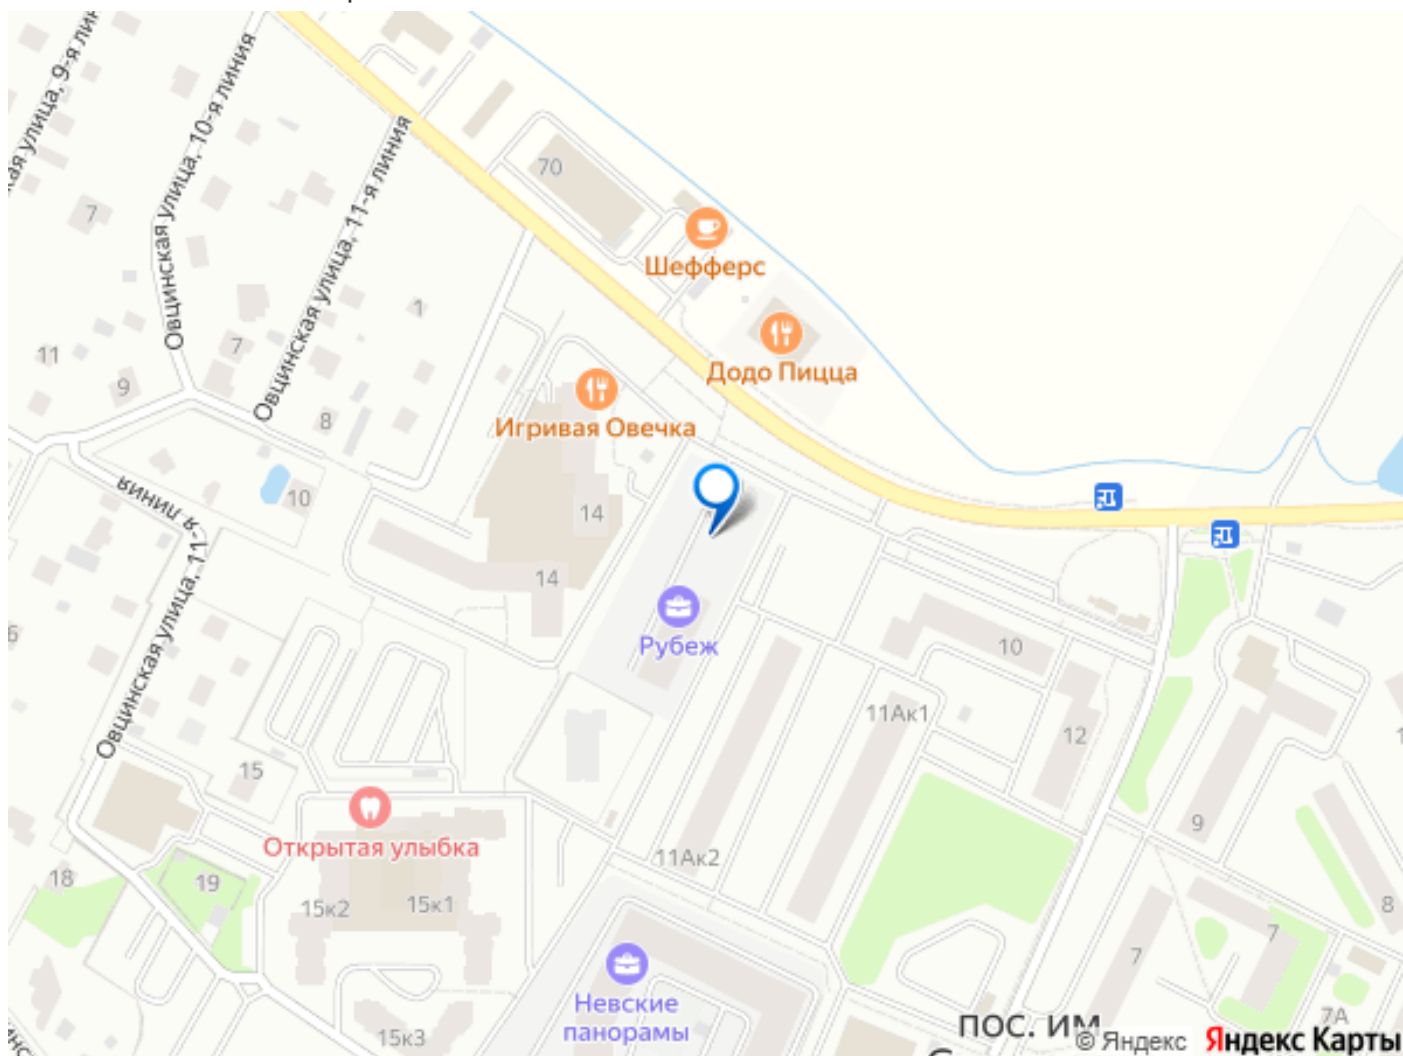 Овцинская улица, 10-я линия
Овцинская улица, 11-я линия
улица, 9-я лин
70
7
Шефферс
1
Додо Пицца
7
11
9
Игривая Овечка
8
10
14
14
я линия
Овцинская улица, 11-
Рубеж
10
11Ак1
12
15
9
Открытая улыбка
11Ак2
18
19
15к2
15к1
8
7
7
Невские
панорамы
7А
15к3
пос. им.
© Яндекс
Яндекс Карты